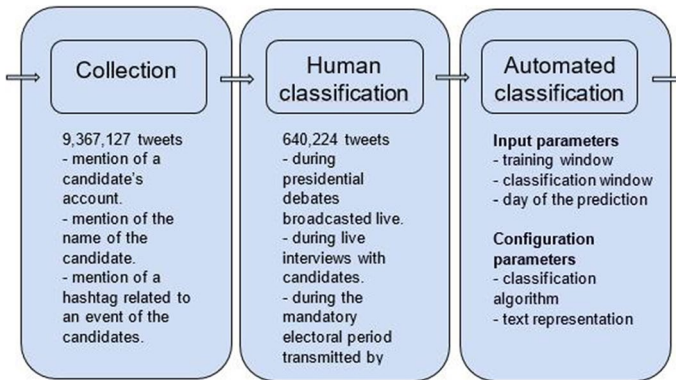 Collection
9,367,127 tweets
- mention of a
candidate's
account.
- mention of the
name of the
candidate.
- mention of a
hashtag related to
an event of the
candidates.
Human
classification
640,224 tweets
- during
presidential
debates
broadcasted live.
- during live
interviews with
candidates.
- during the
mandatory
electoral period
transmitted by
Automated
classification
Input parameters
- training window
- classification window
- day of the prediction
Configuration
parameters
- classification
algorithm
- text representation